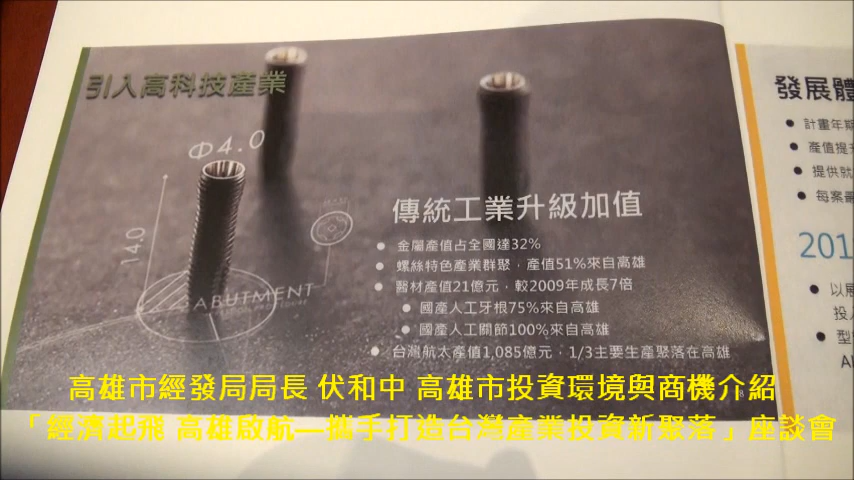 引入高科技產業
Φ4.0
14.0
ABUTMENT
傳統工業升級加值
● 金屬產值占全國達32%
● 螺絲特色產業群聚，產值51%來自高雄
● 醫材產值21億元，較2009年成長7倍
● 國產人工牙根75%來自高雄
● 國產人工關節100%來自高雄
● 台灣航太產值1,085億元，1/3主要生產聚落在高雄
發展體
● 計畫年期
● 產值提升
● 提供就
● 每案最
201
● 以展
投入
● 型
高雄市經發局局長 伏和中 高雄市投資環境與商機介紹
「經濟起飛 高雄啟航—攜手打造台灣產業投資新聚落」座談會